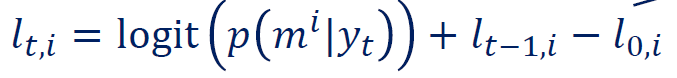 l_{t,i} = logit(p(m^i|y_t)) + l_{t-1,i} − l_{0,i}